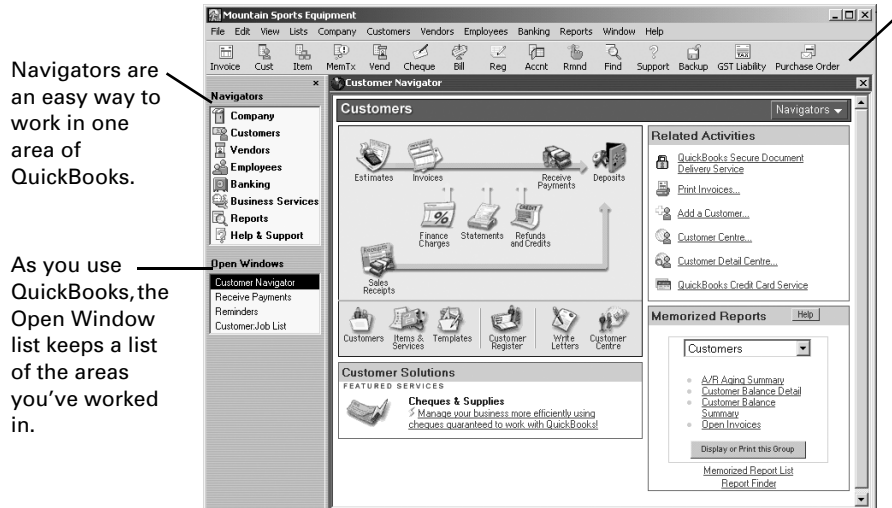 Navigators are
an easy way to
work in one
area of
QuickBooks.
As you use
QuickBooks,the
Open Window
list keeps a list
of the areas
you've worked
in.
Mountain Sports Equipment
File Edit View Lists Company Customers Vendors Employees Banking Reports Window Help
Invoice Cust Item MemTx Vend Cheque Bill Reg Accnt Rmnd Find Support Backup GST Liability Purchase Order
Navigators
Company
Customers
Vendors
Employees
Banking
Business Services
Reports
Help & Support
Open Windows
Customer Navigator
Receive Payments
Reminders
Customer:Job List
Customer Navigator
Customers
Navigators
Estimates Invoices Receive Payments Deposits
Finance Charges Statements Refunds and Credits
Sales Receipts
Customers Items & Services Templates Customer Register Write Letters Customer Centre
Customer Solutions
FEATURED SERVICES
Cheques & Supplies
Manage your business more efficiently using
cheques guaranteed to work with QuickBooks!
Related Activities
QuickBooks Secure Document
Delivery Service
Print Invoices...
Add a Customer...
Customer Centre...
Customer Detail Centre...
QuickBooks Credit Card Service
Memorized Reports Help
Customers
A/R Aging Summary
Customer Balance Detail
Customer Balance
Summary
Open Invoices
Display or Print this Group
Memorized Report List
Report Finder